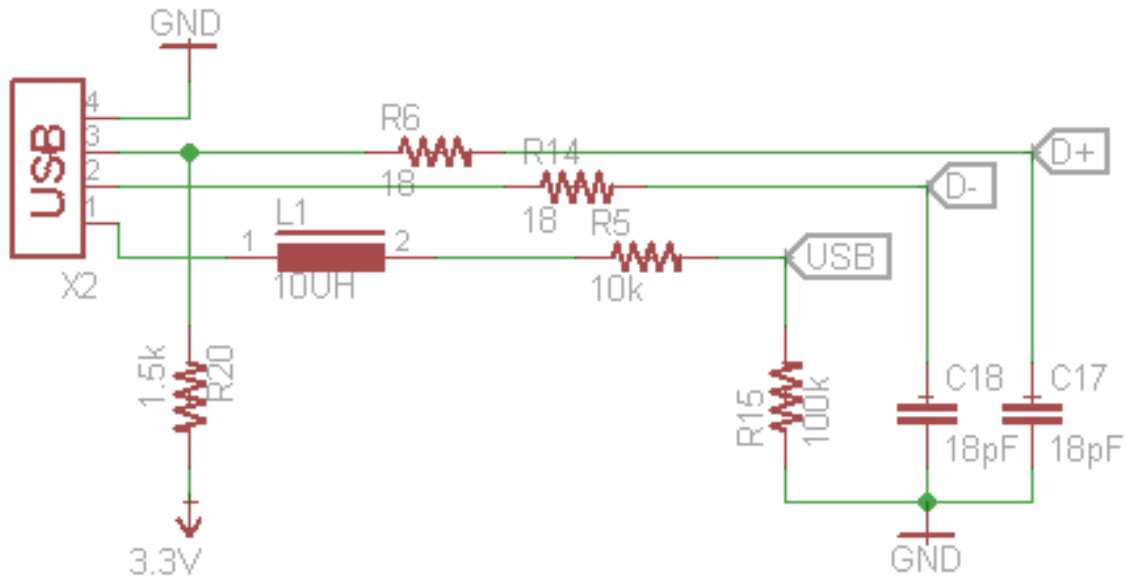 GND
USB
4
3
2
1
X2
R6
18
R14
18
D+
D-
L1
1
2
10UH
R5
10k
USB
1.5k
R20
3.3V
R15
100k
C18
18pF
C17
18pF
GND